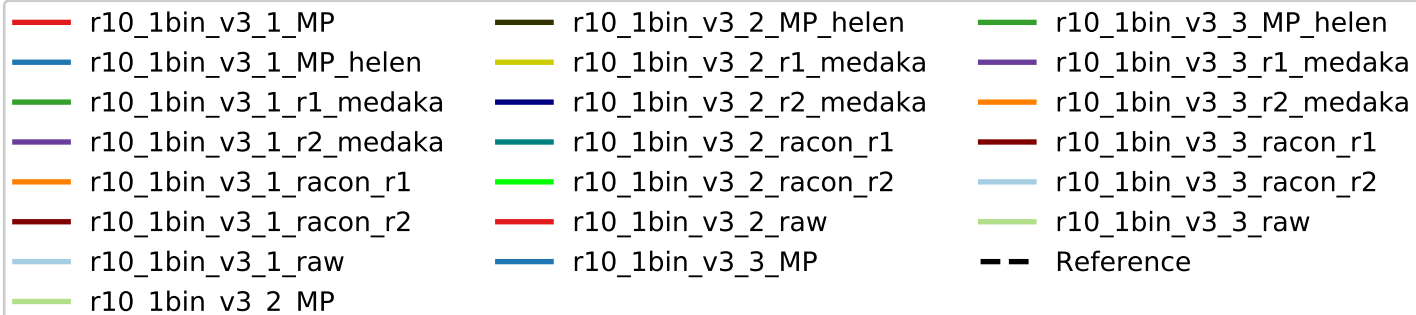 r10_1bin_v3_1_MP
r10_1bin_v3_1_MP_helen
r10_1bin_v3_1_r1_medaka
r10_1bin_v3_1_r2_medaka
r10_1bin_v3_1_racon_r1
r10_1bin_v3_1_racon_r2
r10_1bin_v3_1_raw
r10_1bin_v3_2_MP
r10_1bin_v3_2_MP_helen
r10_1bin_v3_2_r1_medaka
r10_1bin_v3_2_r2_medaka
r10_1bin_v3_2_racon_r1
r10_1bin_v3_2_racon_r2
r10_1bin_v3_2_raw
r10_1bin_v3_3_MP
r10_1bin_v3_3_MP_helen
r10_1bin_v3_3_r1_medaka
r10_1bin_v3_3_r2_medaka
r10_1bin_v3_3_racon_r1
r10_1bin_v3_3_racon_r2
r10_1bin_v3_3_raw
Reference